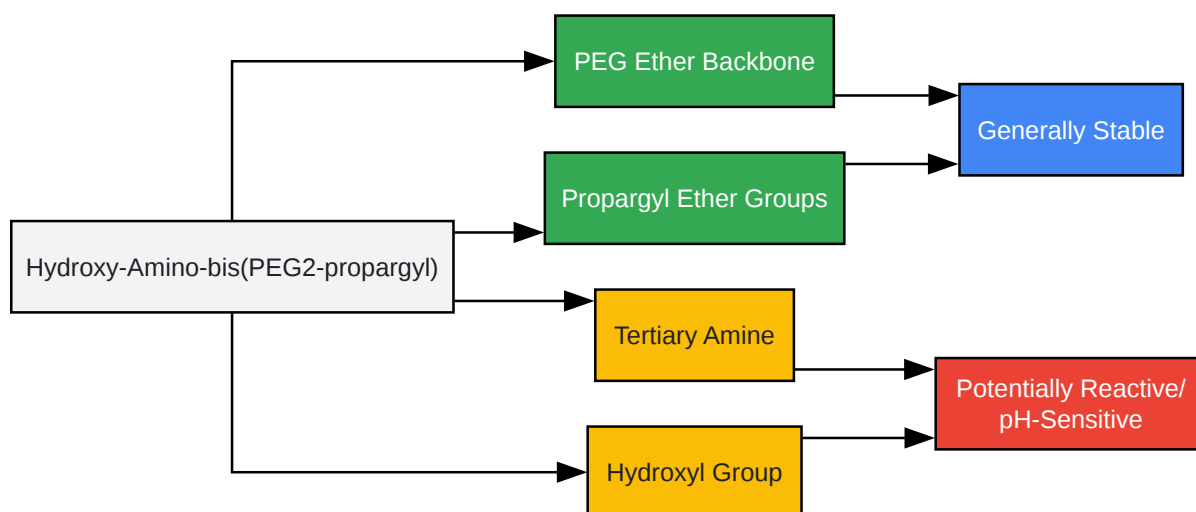 PEG Ether Backbone
Generally Stable
Propargyl Ether Groups
Hydroxy-Amino-bis(PEG2-propargyl)
Tertiary Amine
Potentially Reactive/
pH-Sensitive
Hydroxyl Group